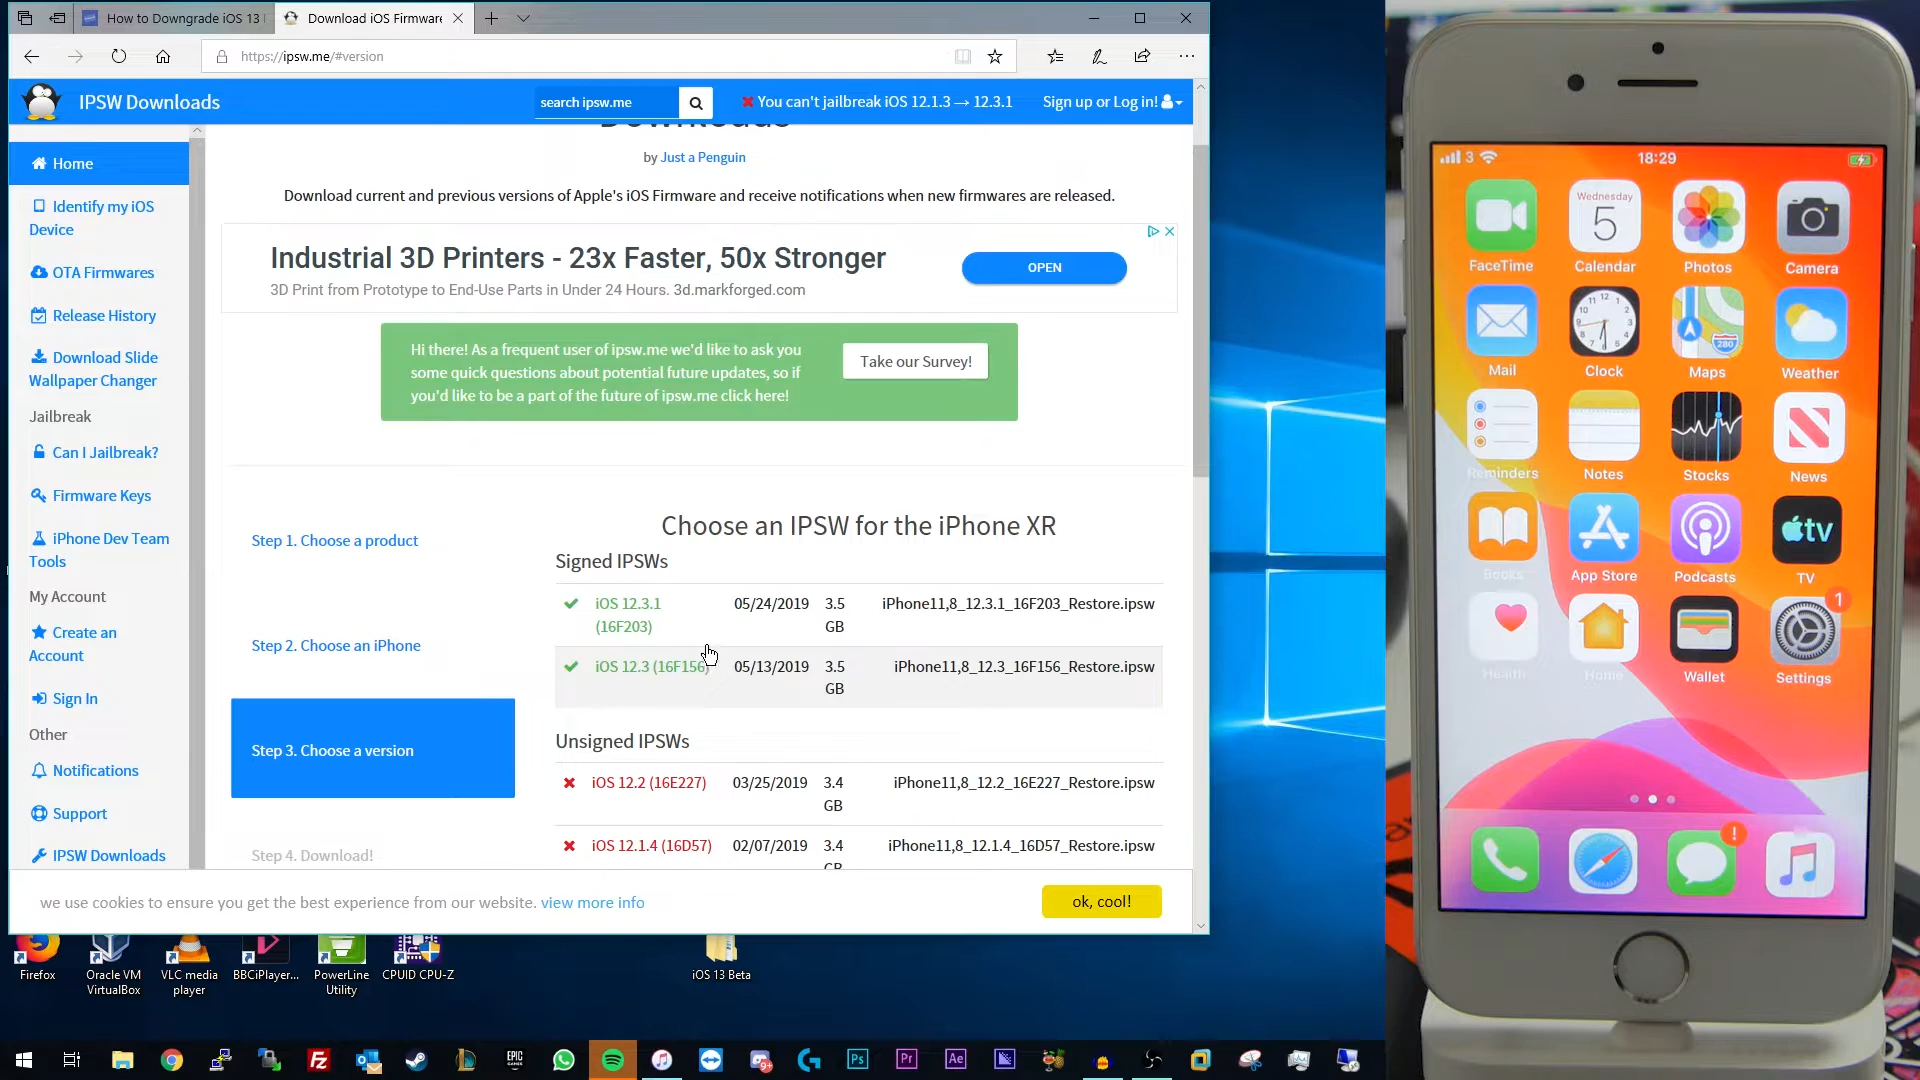 How to Downgrade iOS 13
Download iOS Firmware
https://ipsw.me/#version
IPSW Downloads
search ipsw.me
You can't jailbreak iOS 12.1.3 → 12.3.1
Sign up or Log in!
Home
Identify my iOS
Device
OTA Firmwares
Release History
Download Slide
Wallpaper Changer
Jailbreak
Can I Jailbreak?
Firmware Keys
iPhone Dev Team
Tools
My Account
Create an
Account
Sign In
Other
Notifications
Support
IPSW Downloads
Downloads
by Just a Penguin
Download current and previous versions of Apple's iOS Firmware and receive notifications when new firmwares are released.
Industrial 3D Printers - 23x Faster, 50x Stronger
3D Print from Prototype to End-Use Parts in Under 24 Hours. 3d.markforged.com
OPEN
Hi there! As a frequent user of ipsw.me we'd like to ask you
some quick questions about potential future updates, so if
you'd like to be a part of the future of ipsw.me click here!
Take our Survey!
Step 1. Choose a product
Step 2. Choose an iPhone
Step 3. Choose a version
Step 4. Download!
Choose an IPSW for the iPhone XR
Signed IPSWs
iOS 12.3.1 (16F203) 05/24/2019 3.5 GB iPhone11,8_12.3.1_16F203_Restore.ipsw
iOS 12.3 (16F156) 05/13/2019 3.5 GB iPhone11,8_12.3_16F156_Restore.ipsw
Unsigned IPSWs
iOS 12.2 (16E227) 03/25/2019 3.4 GB iPhone11,8_12.2_16E227_Restore.ipsw
iOS 12.1.4 (16D57) 02/07/2019 3.4 GB iPhone11,8_12.1.4_16D57_Restore.ipsw
we use cookies to ensure you get the best experience from our website. view more info
ok, cool!
Firefox
Oracle VM
VirtualBox
VLC media
player
BBCiPlayer...
PowerLine
Utility
CPUID CPU-Z
iOS 13 Beta
EPIC
GAMES
Ps
Pr
Ae
3
18:29
Wednesday
5
FaceTime
Calendar
Photos
Camera
280
Mail
Clock
Maps
Weather
Reminders
Notes
Stocks
News
tv
Books
App Store
Podcasts
TV
1
Health
Home
Wallet
Settings
!